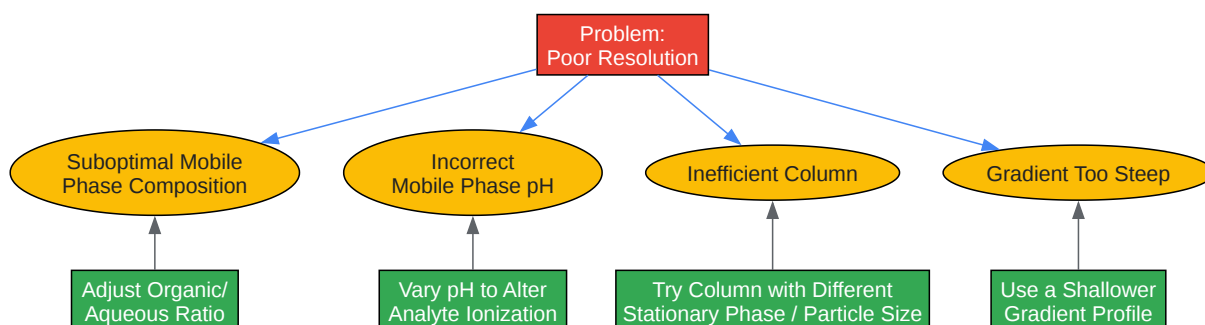 Problem:
Poor Resolution
Suboptimal Mobile
Phase Composition
Incorrect
Mobile Phase pH
Inefficient Column
Gradient Too Steep
Adjust Organic/
Aqueous Ratio
Vary pH to Alter
Analyte Ionization
Try Column with Different
Stationary Phase / Particle Size
Use a Shallower
Gradient Profile